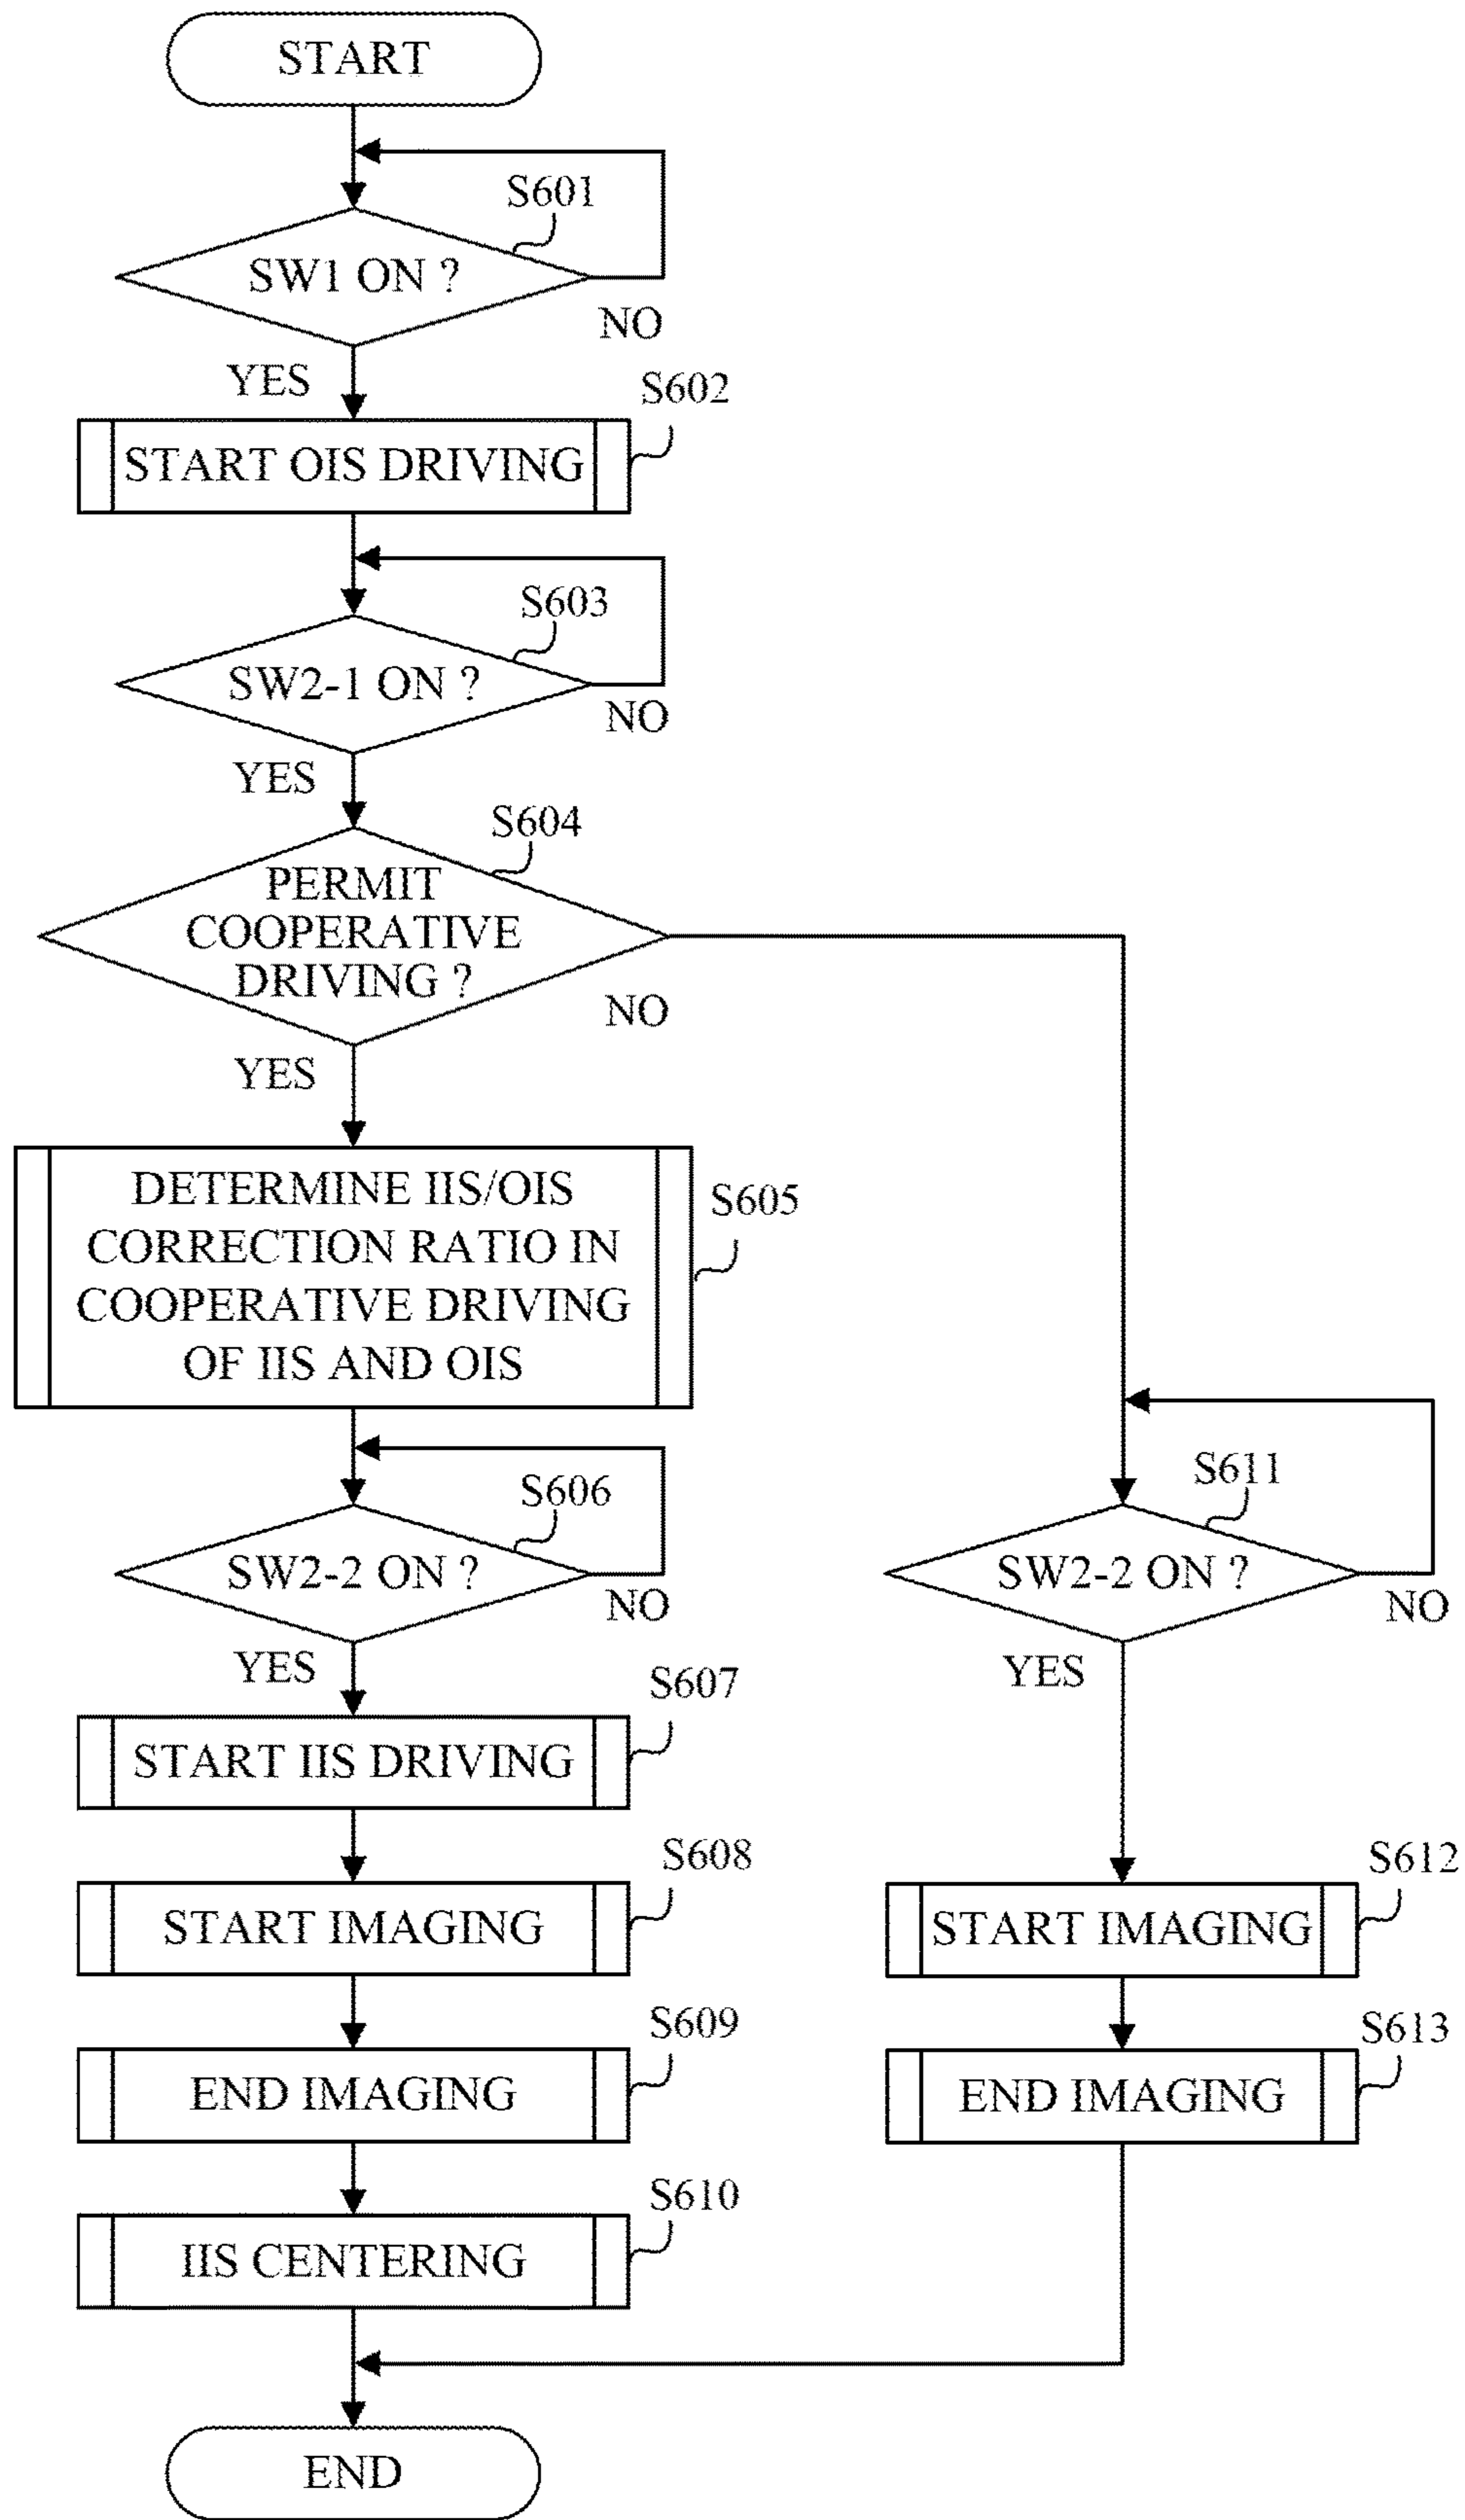 START
S601
SW1 ON ?
NO
YES
S602
START OIS DRIVING
S603
SW2-1 ON ?
NO
YES
S604
PERMIT
COOPERATIVE
DRIVING ?
NO
YES
DETERMINE IIS/OIS
CORRECTION RATIO IN
COOPERATIVE DRIVING
OF IIS AND OIS
S605
S606
SW2-2 ON ?
NO
YES
S607
START IIS DRIVING
S608
START IMAGING
S609
END IMAGING
S610
IIS CENTERING
S611
SW2-2 ON ?
NO
YES
S612
START IMAGING
S613
END IMAGING
END